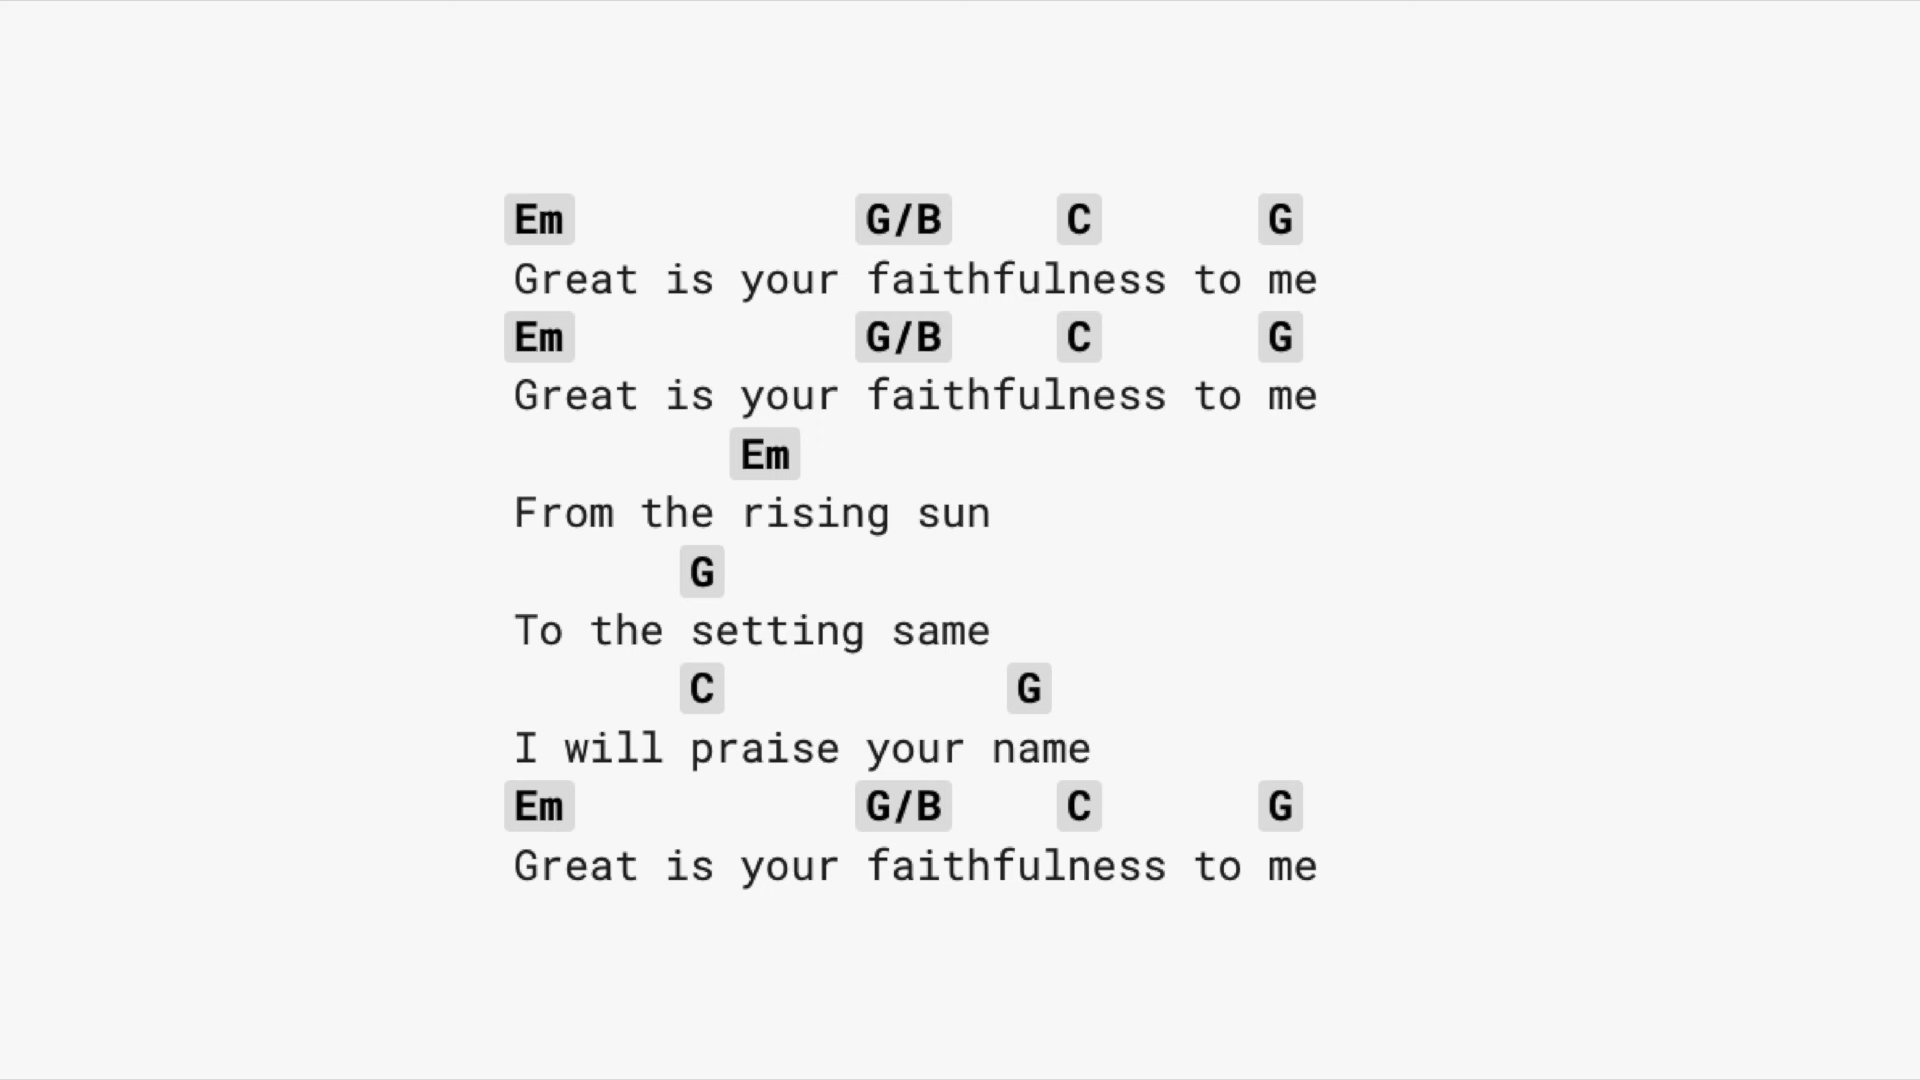 Em G/B C G
Great is your faithfulness to me
Em G/B C G
Great is your faithfulness to me
Em
From the rising sun
G
To the setting same
C G
I will praise your name
Em G/B C G
Great is your faithfulness to me